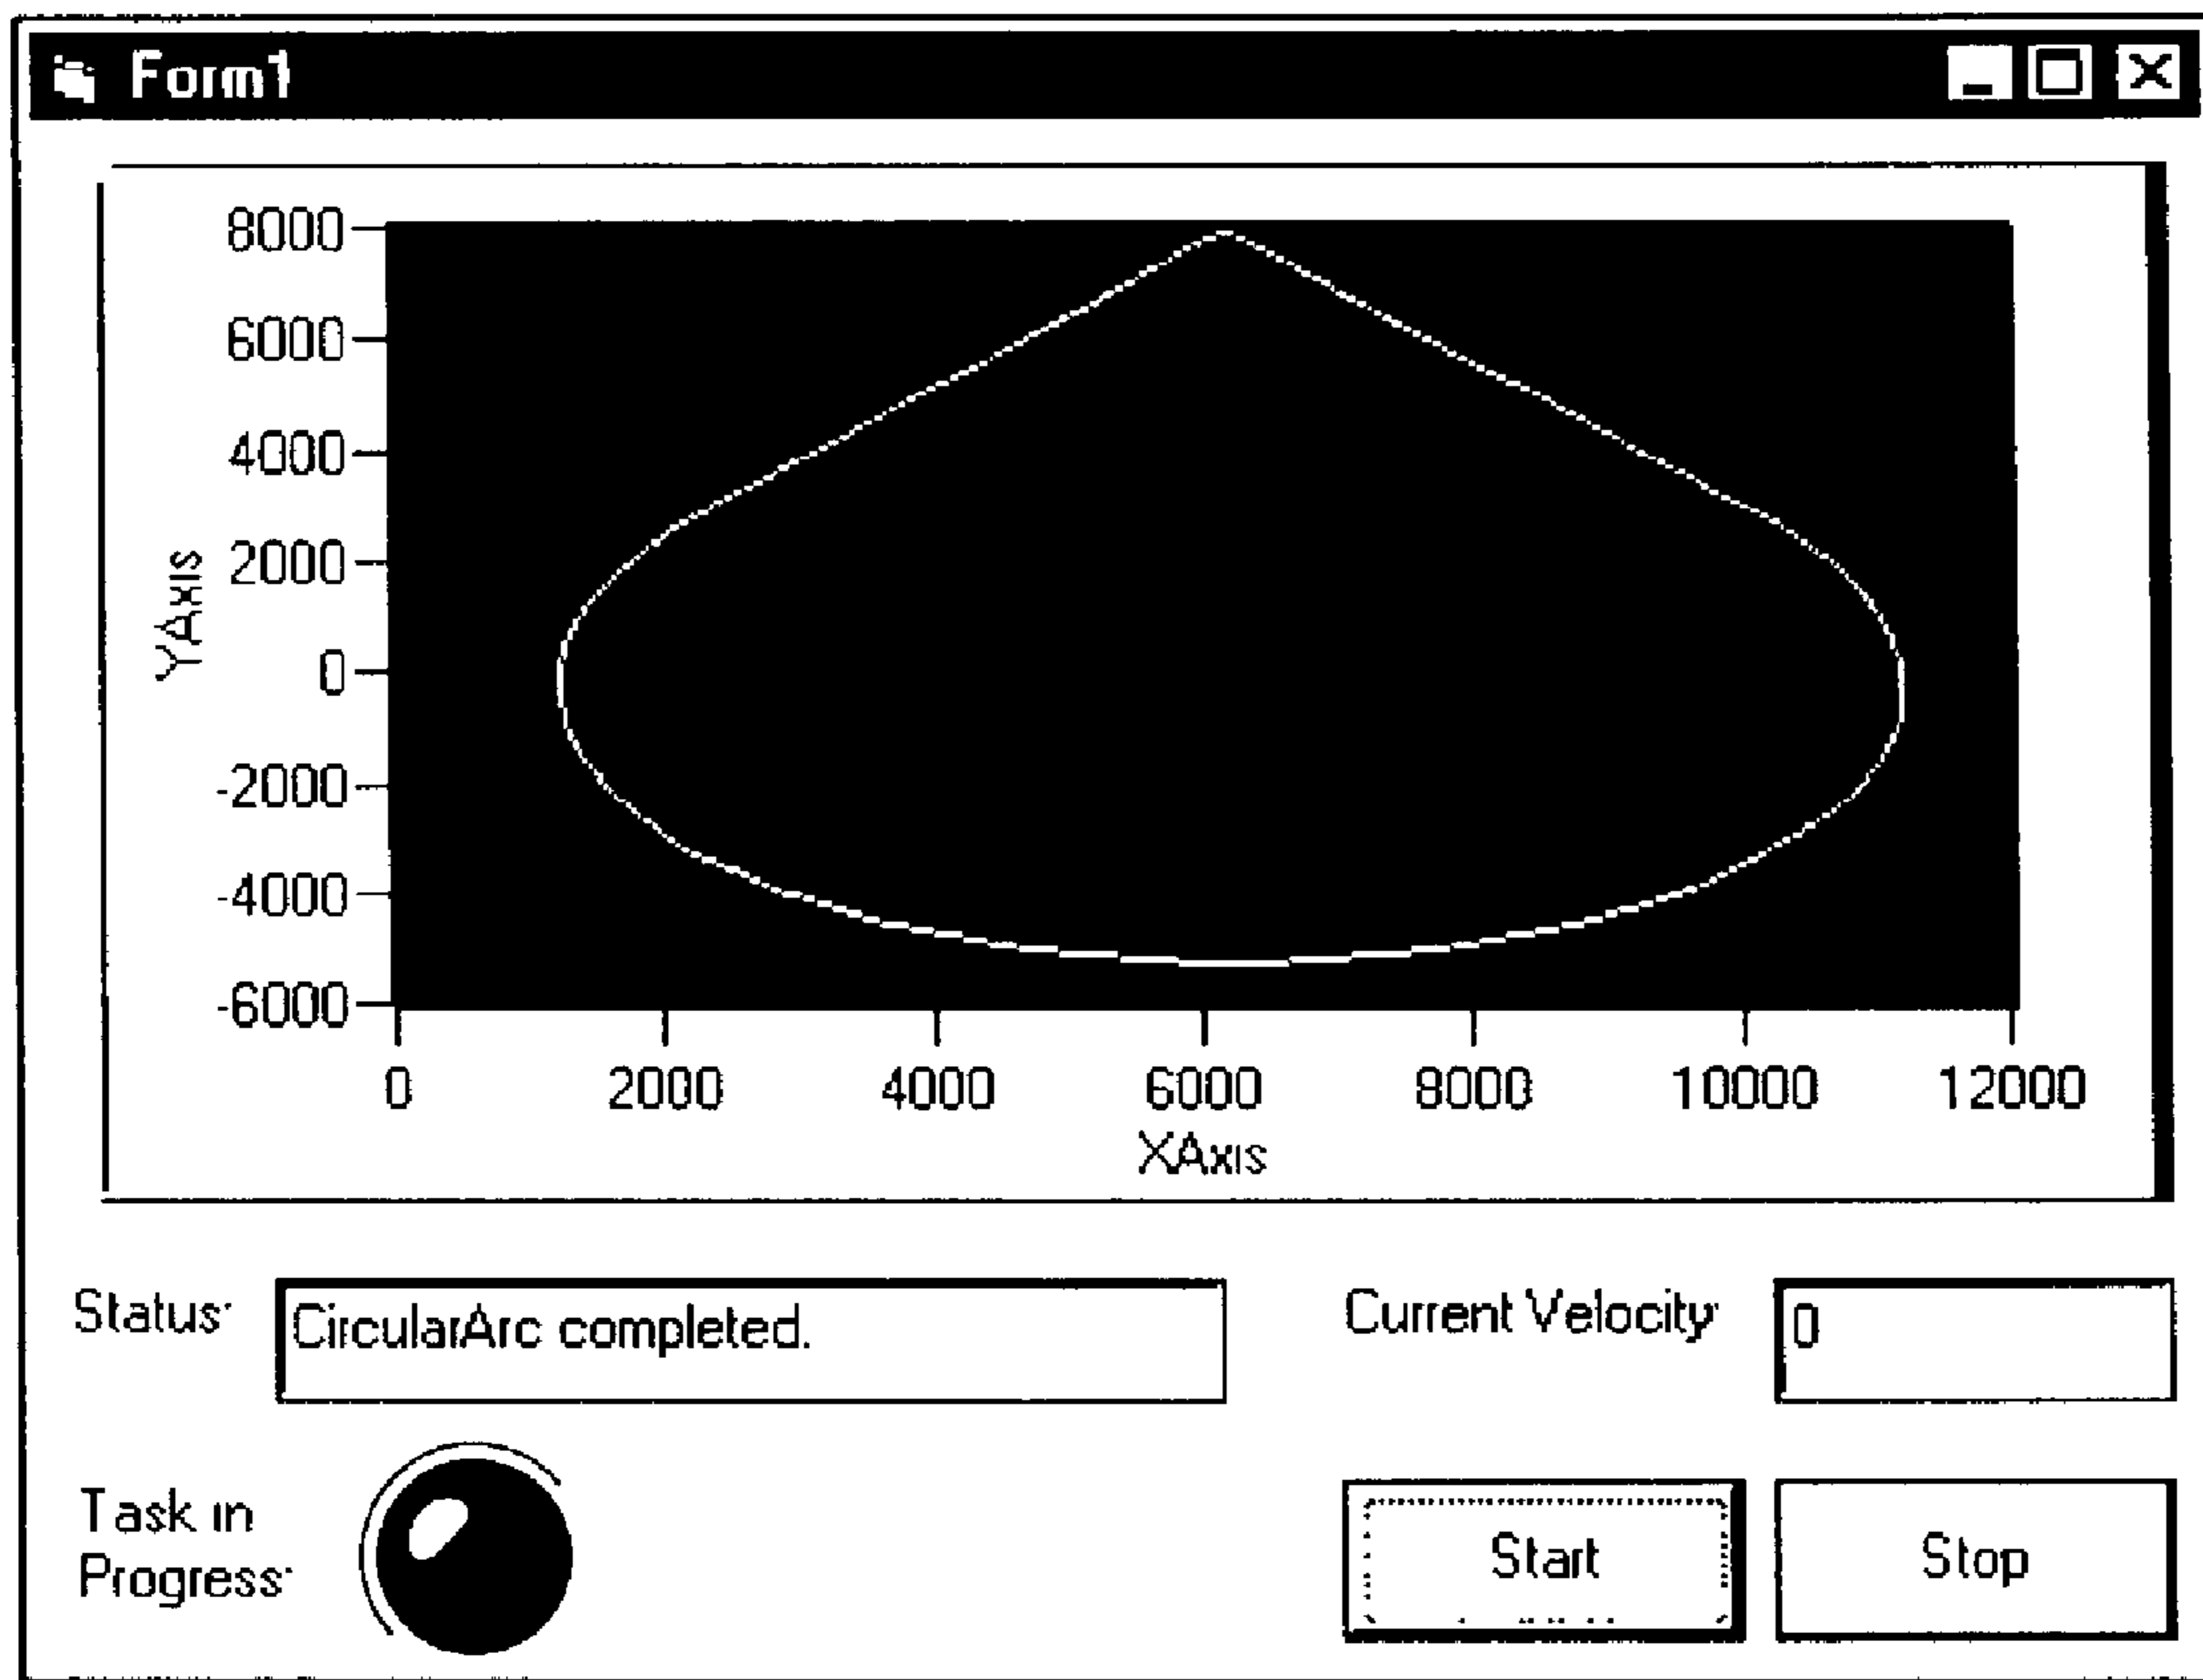 Form1
8000
6000
4000
2000
0
-2000
-4000
-6000
YAxis
0 2000 4000 6000 8000 10000 12000
XAxis
Status: CircularArc completed. Current Velocity: 0
Task in
Progress:
Start Stop